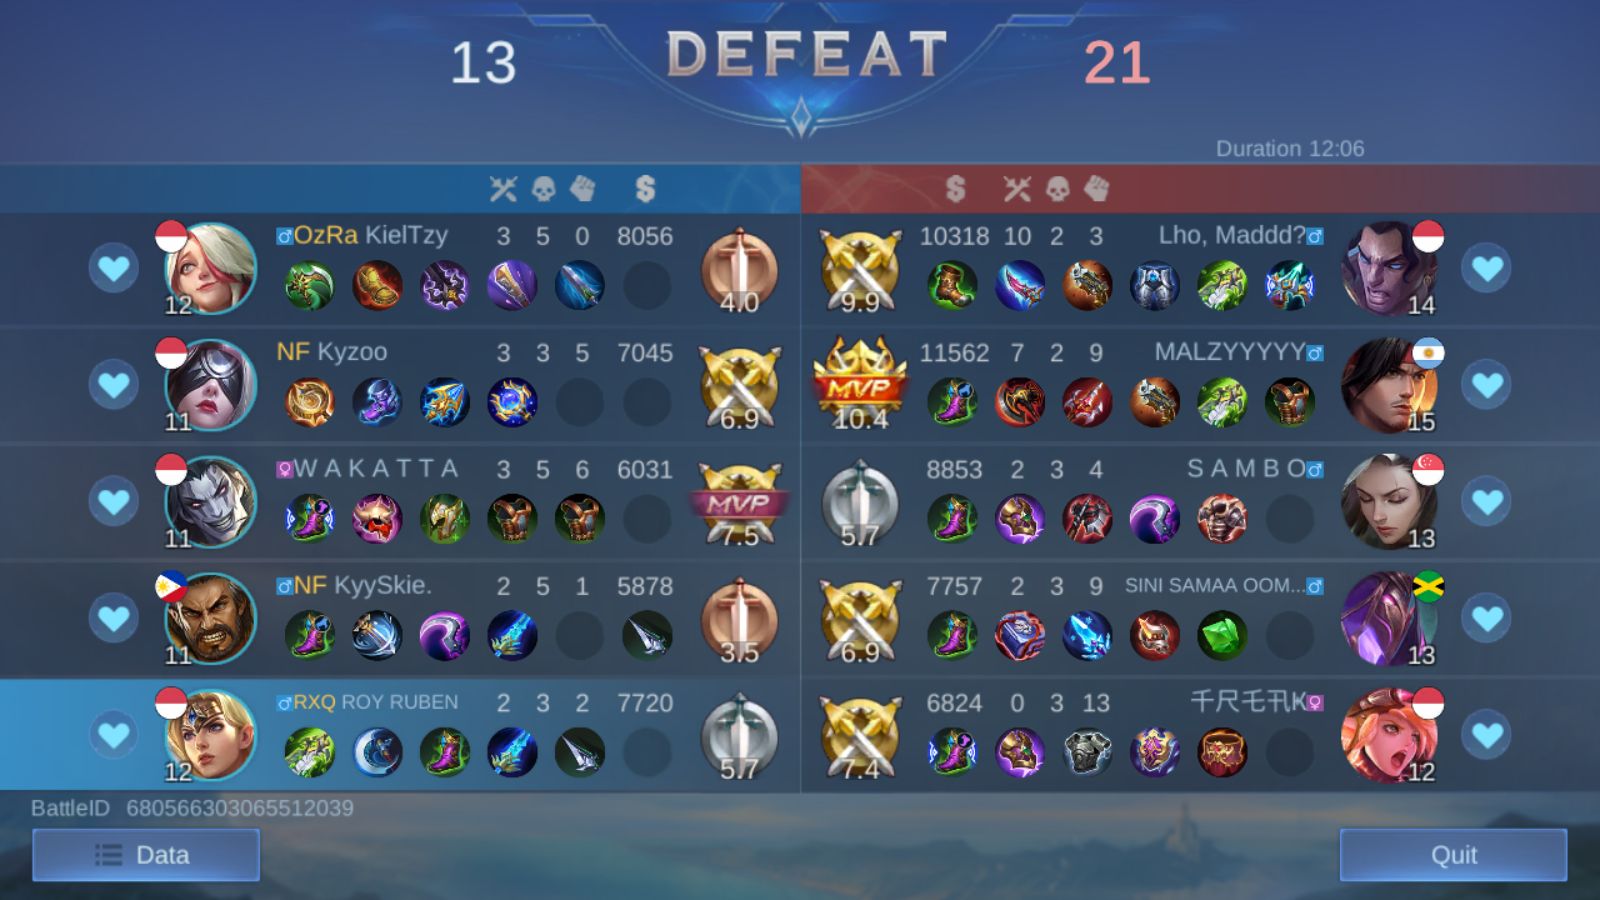 13 DEFEAT 21
Duration 12:06
OzRa KielTzy 3 5 0 8056
12 4.0
10318 10 2 3 Lho, Maddd?
9.9 14
NF Kyzoo 3 3 5 7045
11 6.9
11562 7 2 9 MALZYYYYY
MVP 10.4 15
W A K A T T A 3 5 6 6031
11 MVP 7.5
8853 2 3 4 S A M B O
5.7 13
NF KyySkie. 2 5 1 5878
11 3.5
7757 2 3 9 SINI SAMAA OOM...
6.9 13
RXQ ROY RUBEN 2 3 2 7720
12 5.7
6824 0 3 13 千尺乇卂K
7.4 12
BattleID 680566303065512039
Data Quit